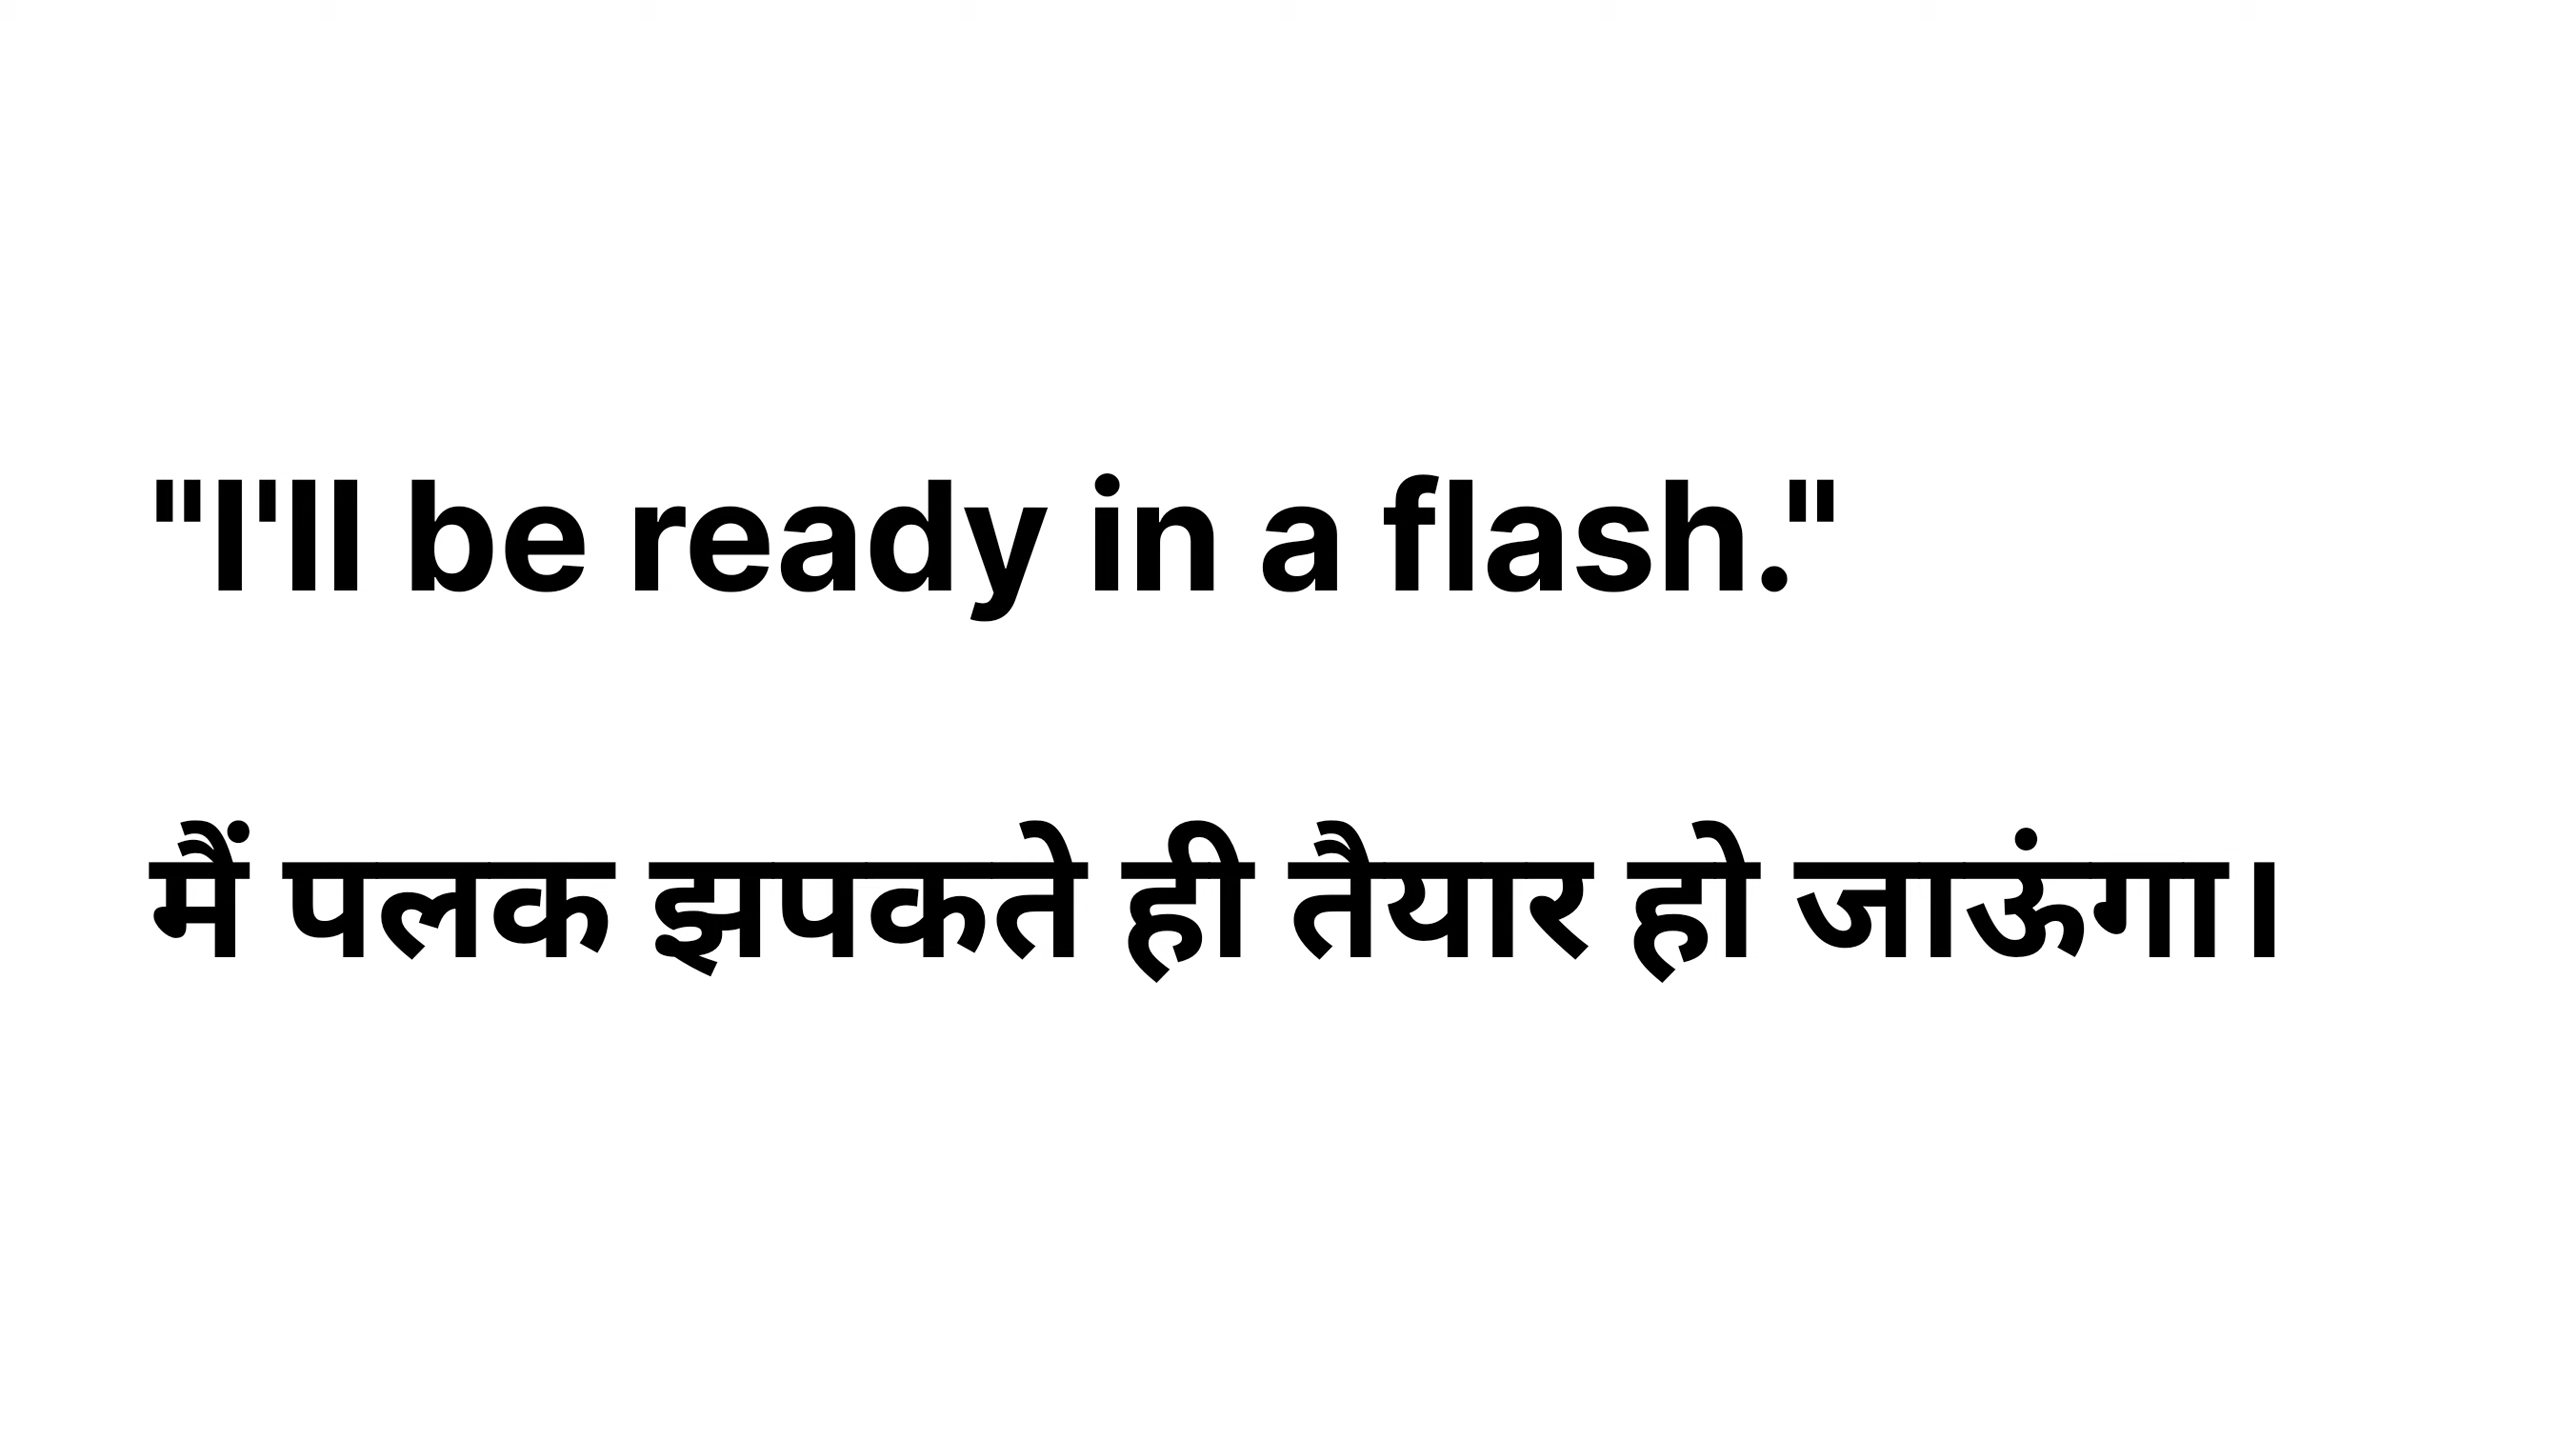 "I'll be ready in a flash."
मैं पलक झपकते ही तैयार हो जाऊंगा।